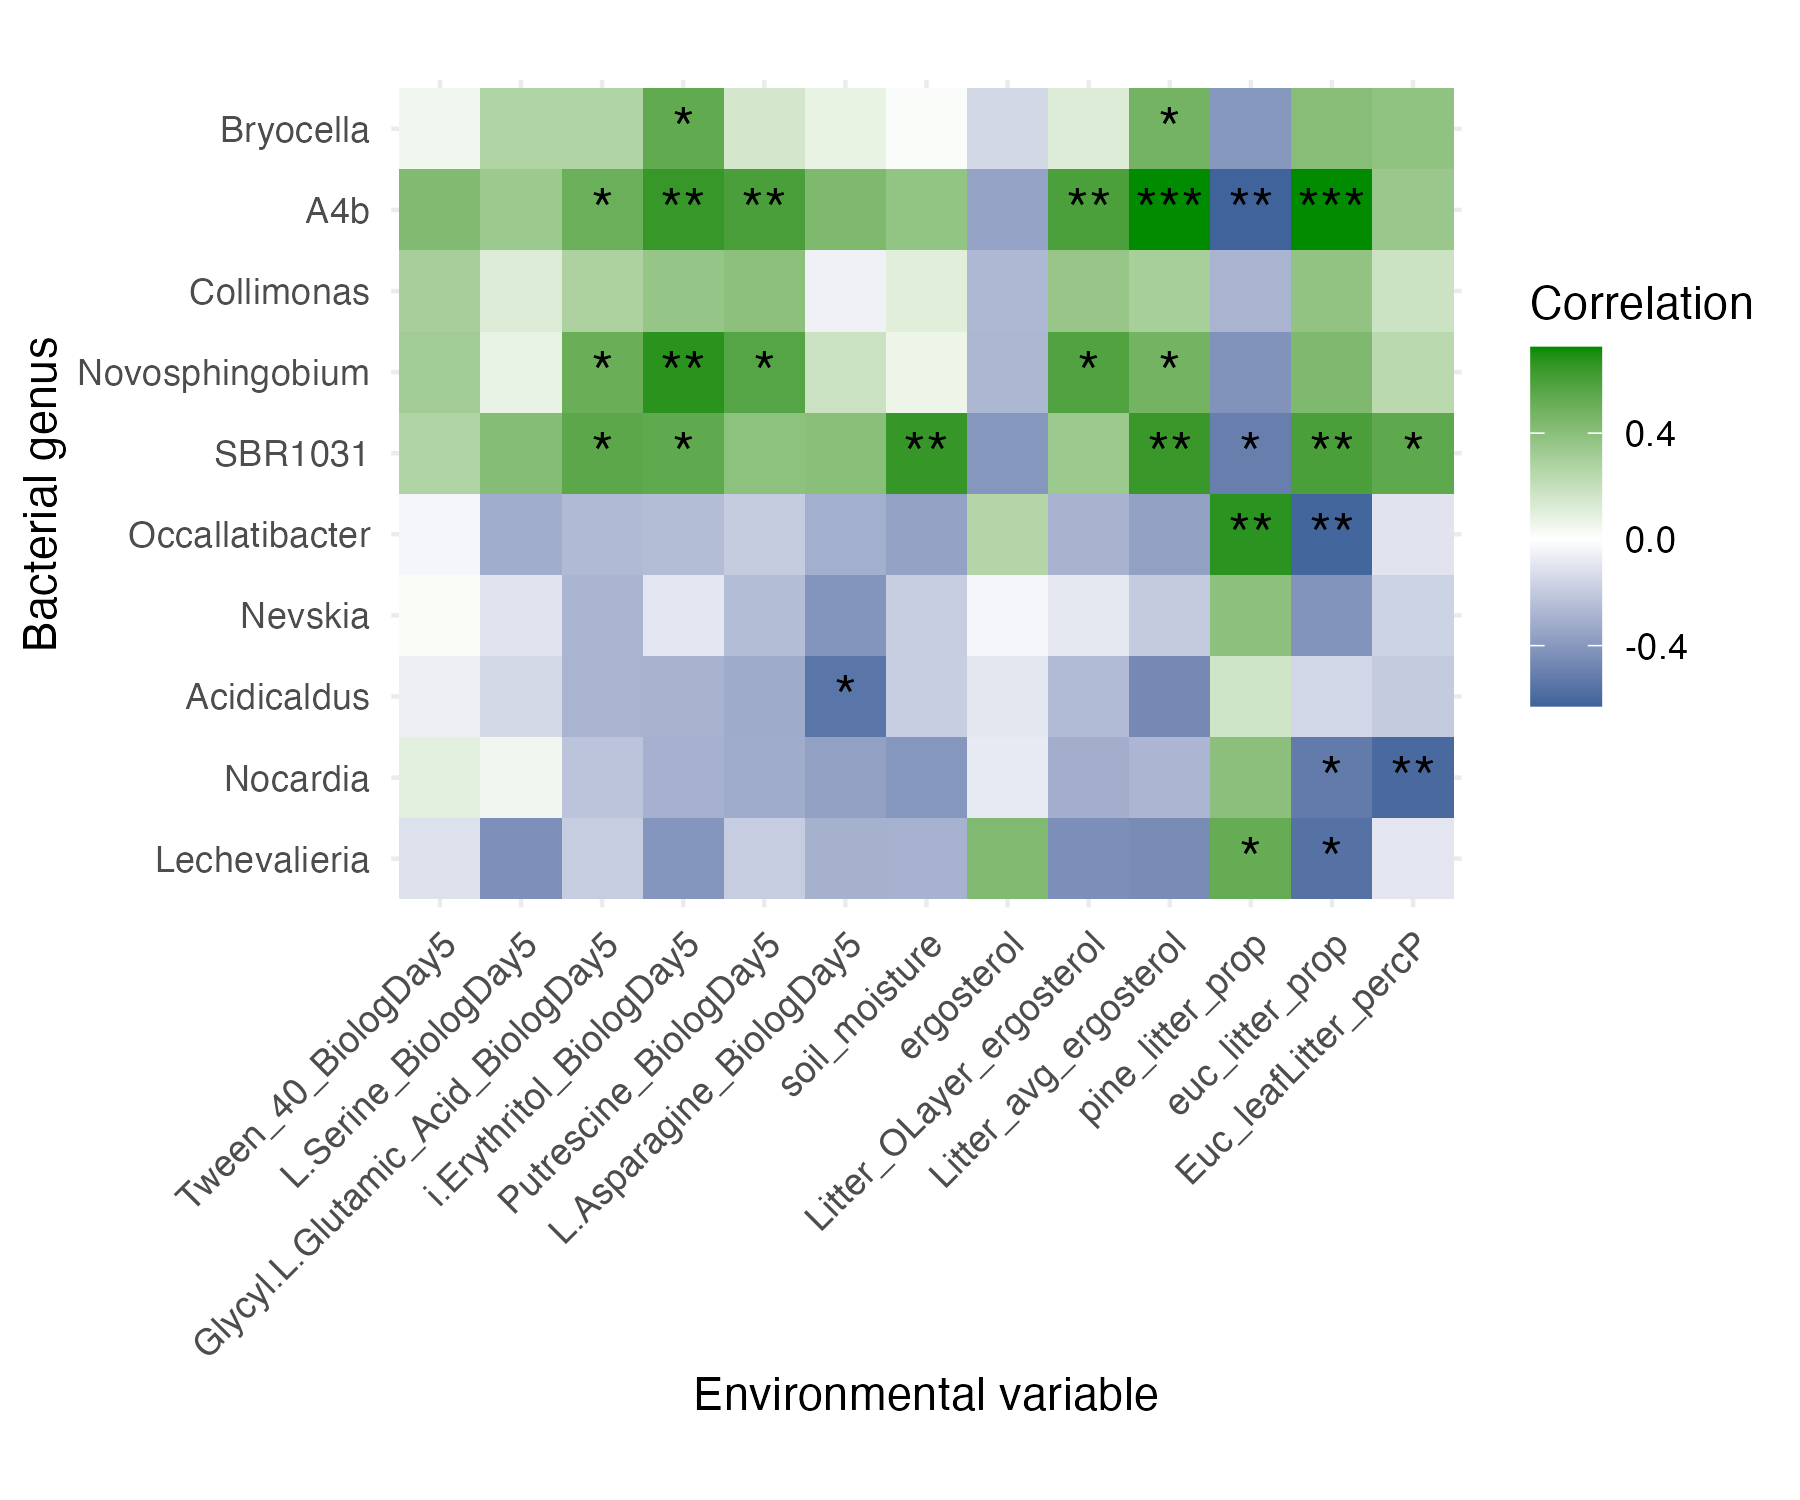 Bryocella * *
A4b * ** ** ** *** ** ***
Collimonas
Novosphingobium * ** * * *
SBR1031 * * ** ** * ** *
Occallatibacter ** **
Nevskia
Acidicaldus *
Nocardia * **
Lechevalieria * *
Bacterial genus
Correlation
0.4
0.0
-0.4
Tween_40_BiologDay5
L.Serine_BiologDay5
Glycyl.L.Glutamic_Acid_BiologDay5
i.Erythritol_BiologDay5
Putrescine_BiologDay5
L.Asparagine_BiologDay5
soil_moisture
ergosterol
Litter_OLayer_ergosterol
Litter_avg_ergosterol
pine_litter_prop
euc_litter_prop
Euc_leafLitter_percP
Environmental variable